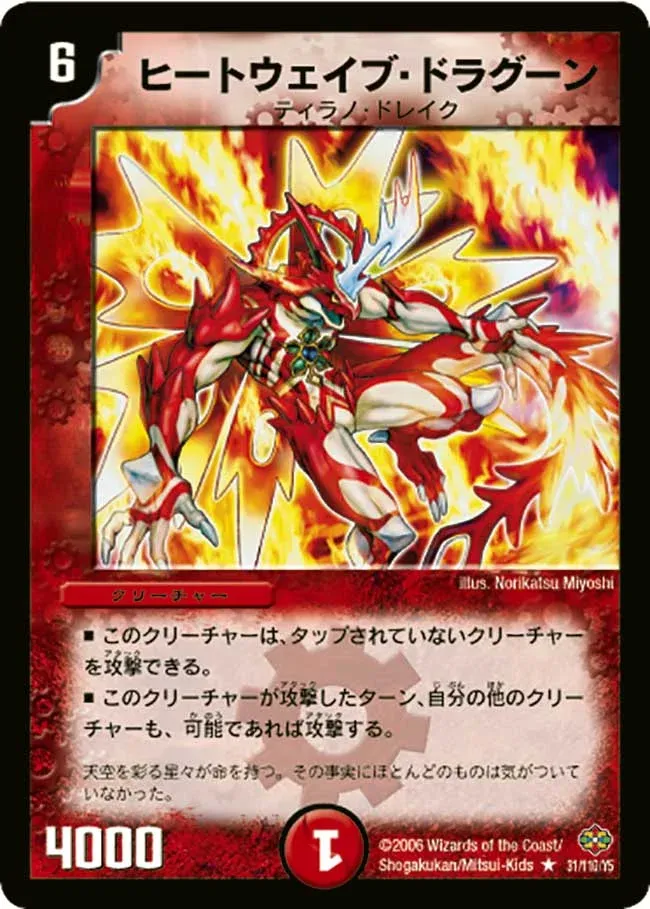 6
ヒートウェイブ・ドラグーン
ティラノ・ドレイク
illus. Norikatsu Miyoshi
クリーチャー
■ このクリーチャーは、タップされていないクリーチャー
を攻撃できる。
■ このクリーチャーが攻撃したターン、自分の他のクリー
チャーも、可能であれば攻撃する。
天空を彩る星々が命を持つ。その事実にほとんどのものは気がついて
いなかった。
4000
1
©2006 Wizards of the Coast/
Shogakukan/Mitsui-Kids ★ 31/110/Y5